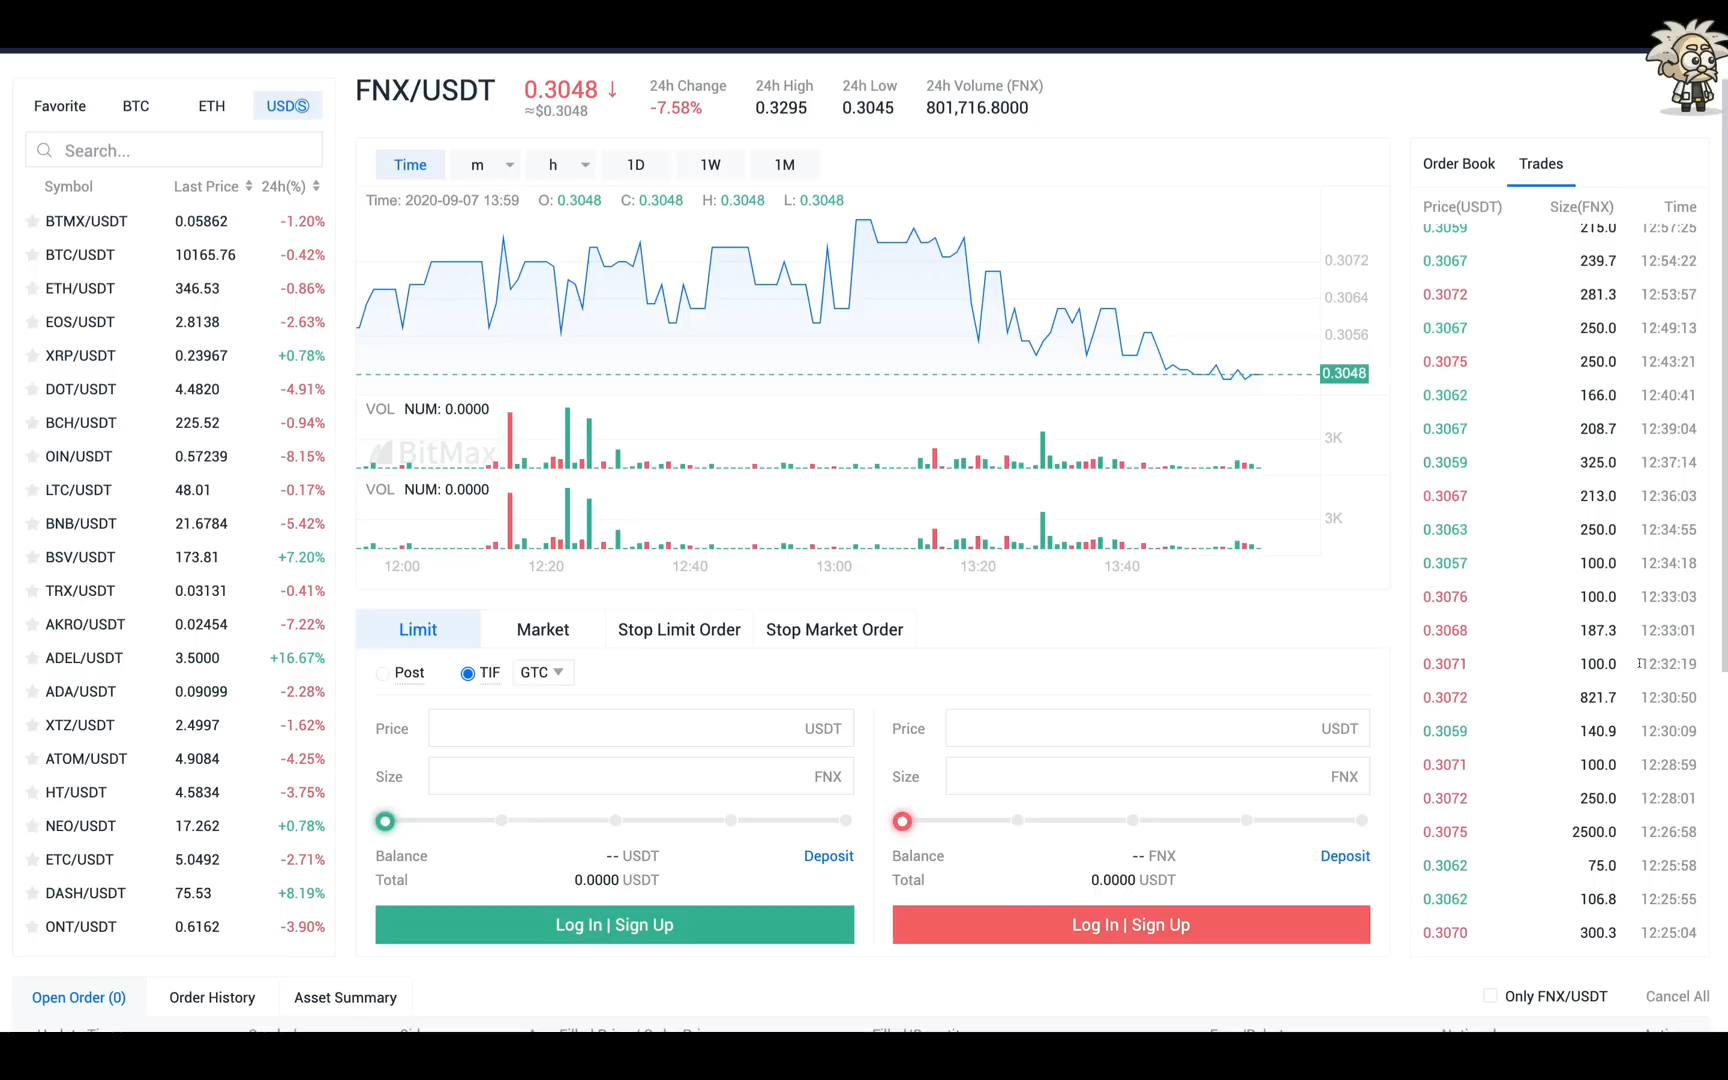 Favorite BTC ETH USDⓈ
Search...
Symbol Last Price 24h(%)
BTMX/USDT 0.05862 -1.20%
BTC/USDT 10165.76 -0.42%
ETH/USDT 346.53 -0.86%
EOS/USDT 2.8138 -2.63%
XRP/USDT 0.23967 +0.78%
DOT/USDT 4.4820 -4.91%
BCH/USDT 225.52 -0.94%
OIN/USDT 0.57239 -8.15%
LTC/USDT 48.01 -0.17%
BNB/USDT 21.6784 -5.42%
BSV/USDT 173.81 +7.20%
TRX/USDT 0.03131 -0.41%
AKRO/USDT 0.02454 -7.22%
ADEL/USDT 3.5000 +16.67%
ADA/USDT 0.09099 -2.28%
XTZ/USDT 2.4997 -1.62%
ATOM/USDT 4.9084 -4.25%
HT/USDT 4.5834 -3.75%
NEO/USDT 17.262 +0.78%
ETC/USDT 5.0492 -2.71%
DASH/USDT 75.53 +8.19%
ONT/USDT 0.6162 -3.90%
FNX/USDT 0.3048 ↓
≈$0.3048
24h Change 24h High 24h Low 24h Volume (FNX)
-7.58% 0.3295 0.3045 801,716.8000
Time m h 1D 1W 1M
Time: 2020-09-07 13:59 O: 0.3048 C: 0.3048 H: 0.3048 L: 0.3048
0.3072
0.3064
0.3056
0.3048
VOL NUM: 0.0000
3K
BitMax
VOL NUM: 0.0000
3K
12:00 12:20 12:40 13:00 13:20 13:40
Limit Market Stop Limit Order Stop Market Order
Post TIF GTC
Price USDT
Size FNX
Balance -- USDT Deposit
Total 0.0000 USDT
Log In | Sign Up
Price USDT
Size FNX
Balance -- FNX Deposit
Total 0.0000 USDT
Log In | Sign Up
Order Book Trades
Price(USDT) Size(FNX) Time
0.3059 215.0 12:57:25
0.3067 239.7 12:54:22
0.3072 281.3 12:53:57
0.3067 250.0 12:49:13
0.3075 250.0 12:43:21
0.3062 166.0 12:40:41
0.3067 208.7 12:39:04
0.3059 325.0 12:37:14
0.3067 213.0 12:36:03
0.3063 250.0 12:34:55
0.3057 100.0 12:34:18
0.3076 100.0 12:33:03
0.3068 187.3 12:33:01
0.3071 100.0 12:32:19
0.3072 821.7 12:30:50
0.3059 140.9 12:30:09
0.3071 100.0 12:28:59
0.3072 250.0 12:28:01
0.3075 2500.0 12:26:58
0.3062 75.0 12:25:58
0.3062 106.8 12:25:55
0.3070 300.3 12:25:04
Open Order (0) Order History Asset Summary
Only FNX/USDT Cancel All